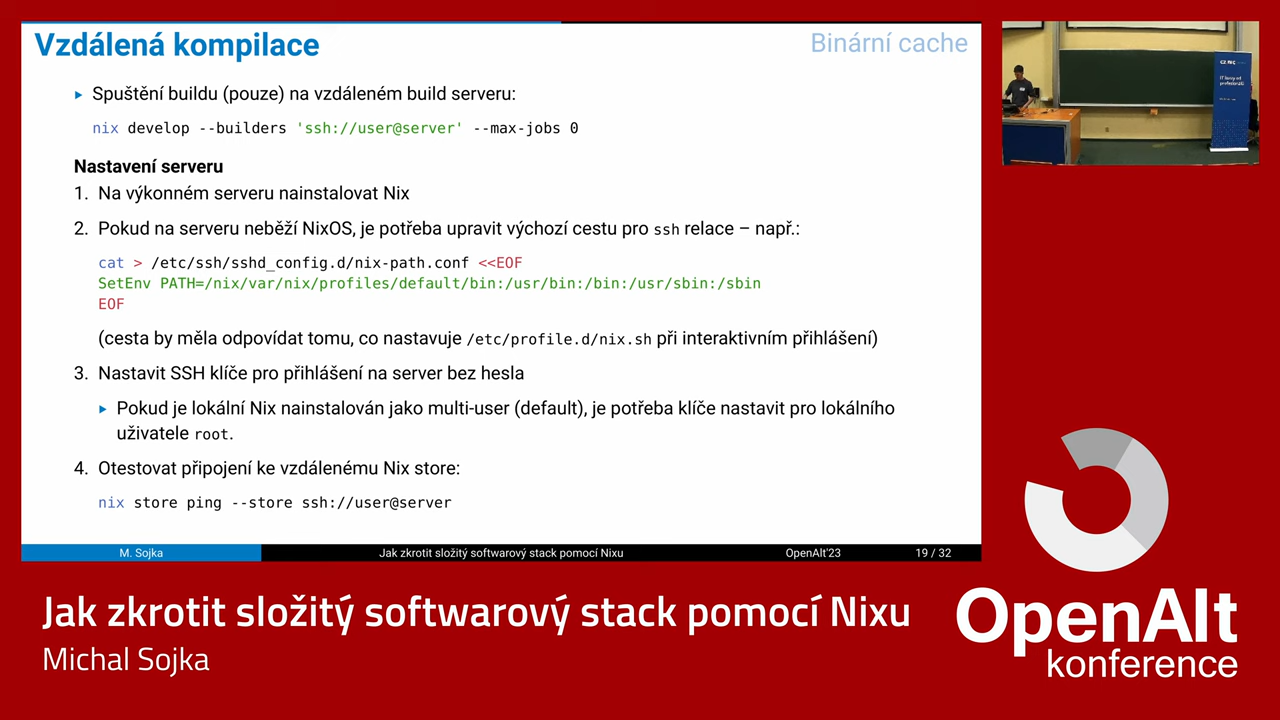 Vzdálená kompilace
Binární cache
▸ Spuštění buildu (pouze) na vzdáleném build serveru:
nix develop --builders 'ssh://user@server' --max-jobs 0
Nastavení serveru
1. Na výkonném serveru nainstalovat Nix
2. Pokud na serveru neběží NixOS, je potřeba upravit výchozí cestu pro ssh relace – např.:
cat > /etc/ssh/sshd_config.d/nix-path.conf <<EOF
SetEnv PATH=/nix/var/nix/profiles/default/bin:/usr/bin:/bin:/usr/sbin:/sbin
EOF
(cesta by měla odpovídat tomu, co nastavuje /etc/profile.d/nix.sh při interaktivním přihlášení)
3. Nastavit SSH klíče pro přihlášení na server bez hesla
▸ Pokud je lokální Nix nainstalován jako multi-user (default), je potřeba klíče nastavit pro lokálního
uživatele root.
4. Otestovat připojení ke vzdálenému Nix store:
nix store ping --store ssh://user@server
M. Sojka
Jak zkrotit složitý softwarový stack pomocí Nixu
OpenAlt'23
19 / 32
Jak zkrotit složitý softwarový stack pomocí Nixu
Michal Sojka
OpenAlt
konference